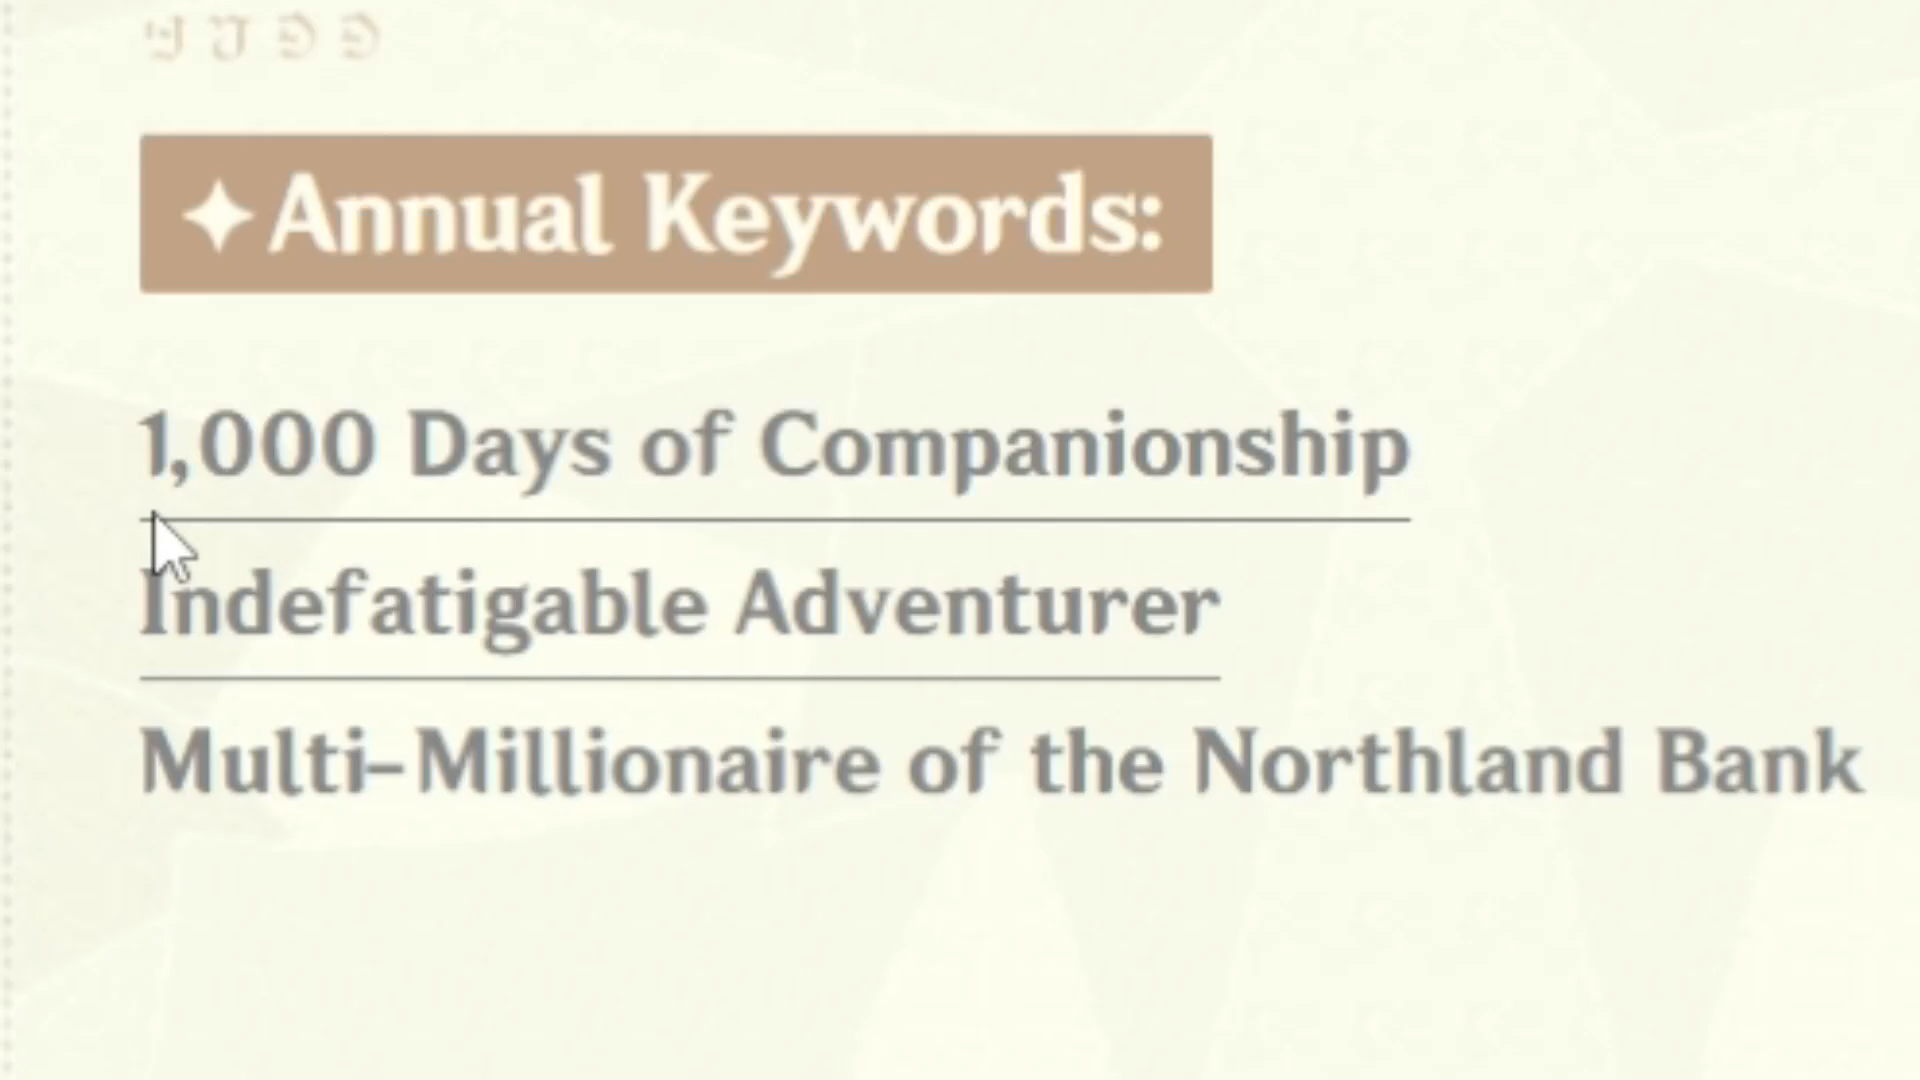 ✦Annual Keywords:
1,000 Days of Companionship
Indefatigable Adventurer
Multi-Millionaire of the Northland Bank